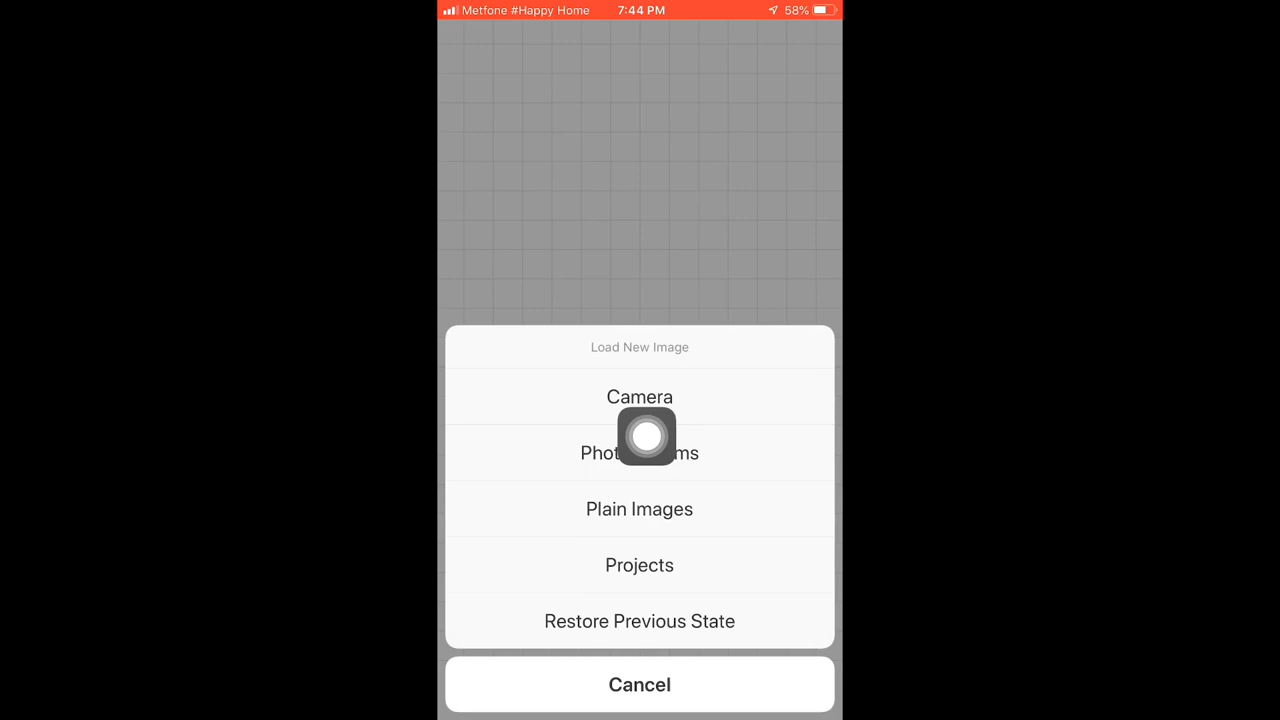 Metfone #Happy Home 7:44 PM 58%
Load New Image
Camera
Plain Images
Projects
Restore Previous State
Cancel